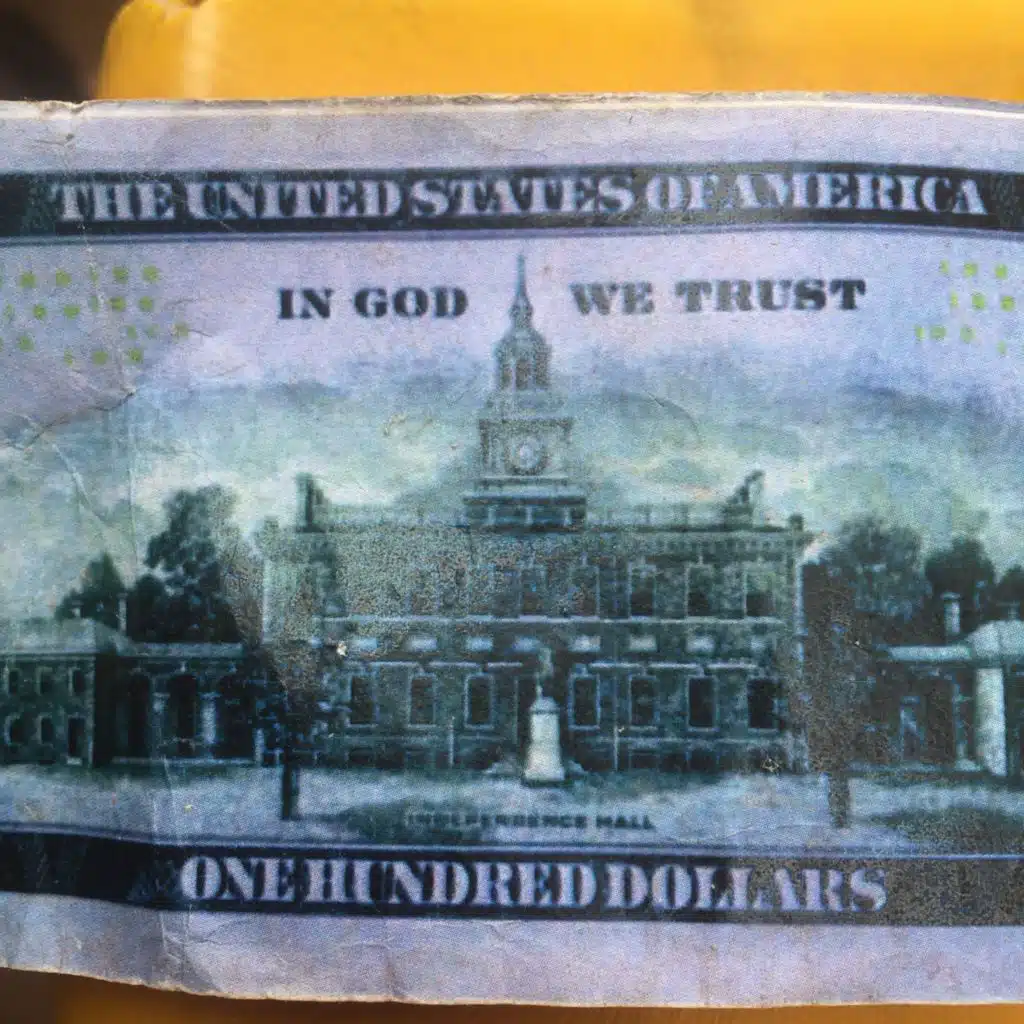 THE UNITED STATES OF AMERICA
IN GOD WE TRUST
INDEPENDENCE HALL
ONE HUNDRED DOLLARS